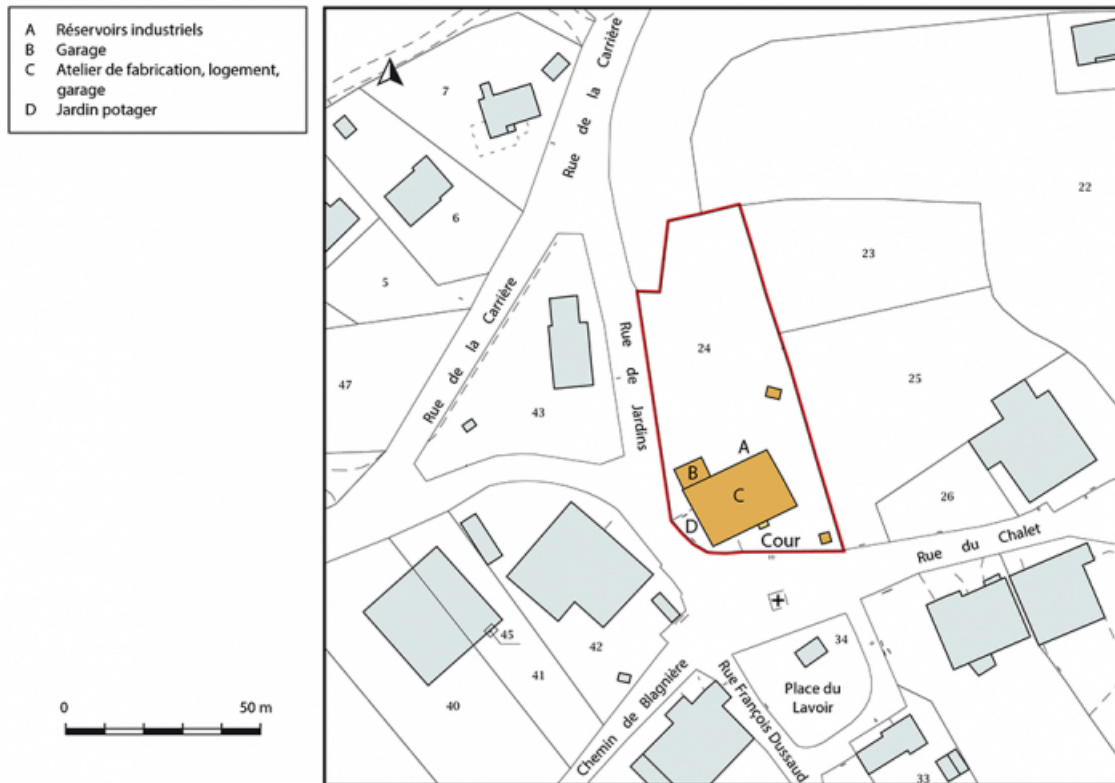 A Réservoirs industriels
B Garage
C Atelier de fabrication, logement,
garage
D Jardin potager
0 50 m
Rue de la Carrière
7
6
5
22
23
24
25
Rue de la Carrière
Rue de Jardins
47
43
A
B
C
D
Cour
26
Rue du Chalet
45
42
41
40
34
Place du
Lavoir
Chemin de Blagnière
Rue François Dussaud
33